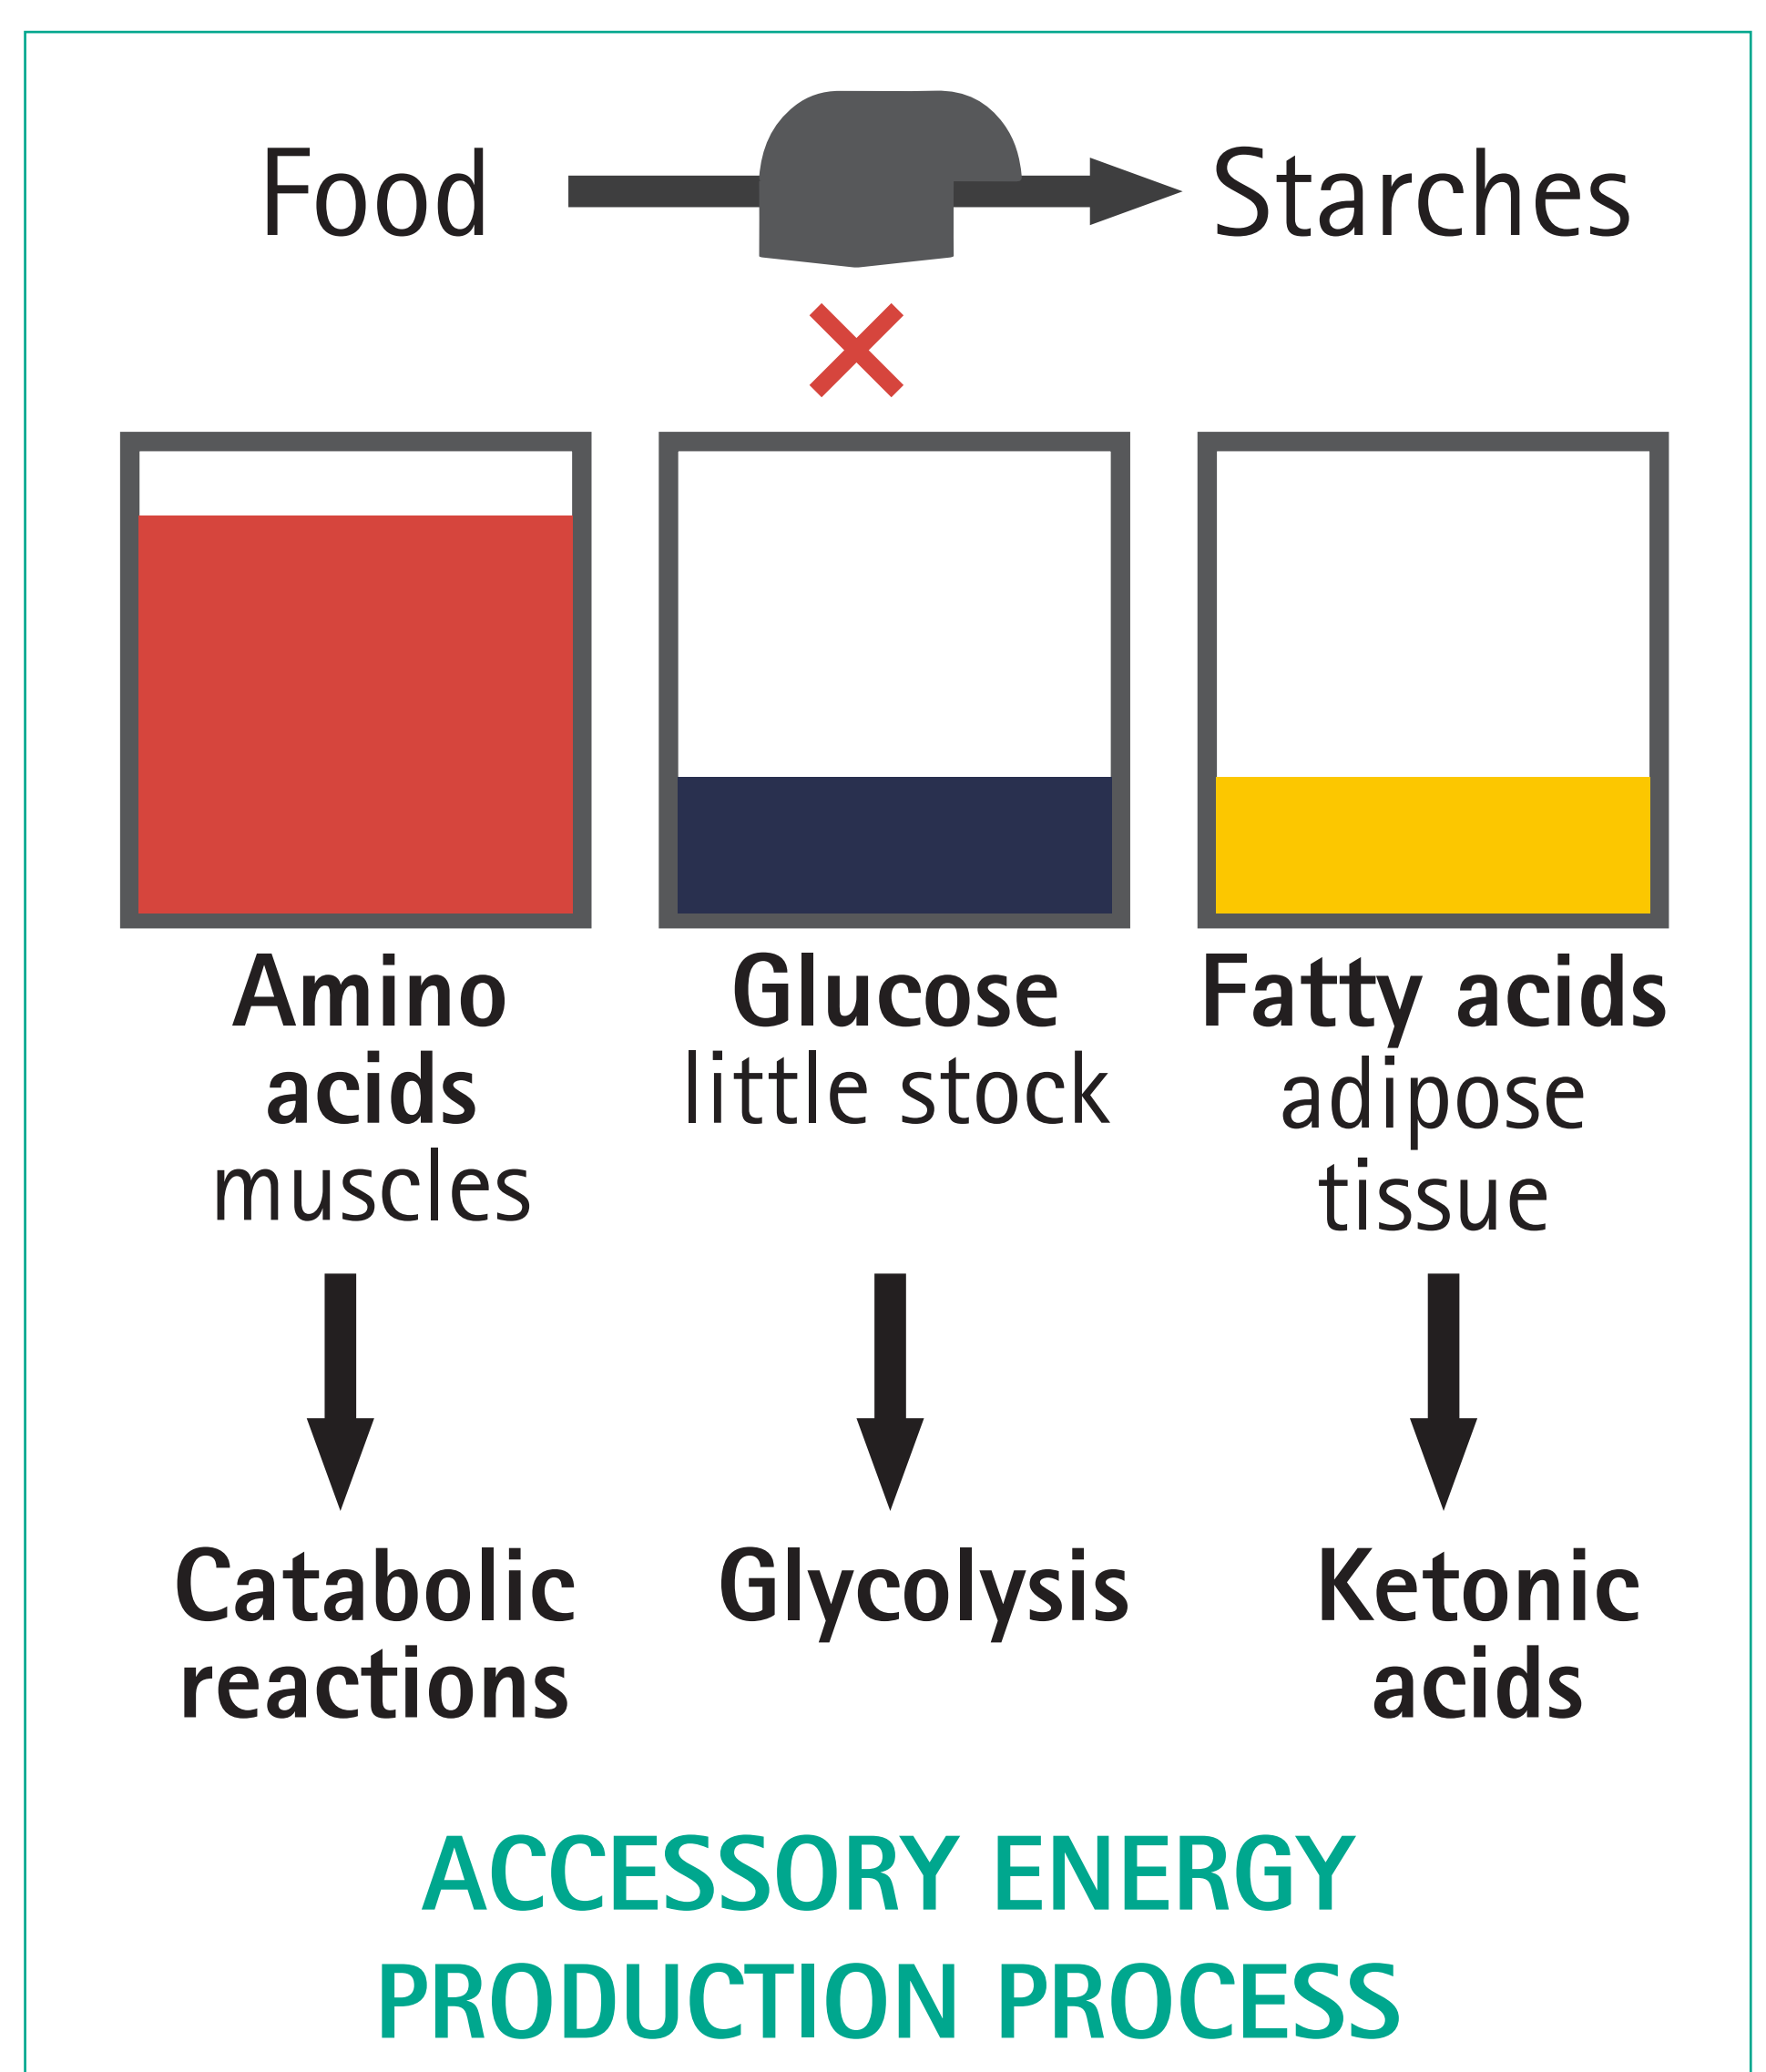 Food Starches
Amino
acids
muscles
Glucose
little stock
Fatty acids
adipose
tissue
Catabolic
reactions
Glycolysis
Ketonic
acids
ACCESSORY ENERGY
PRODUCTION PROCESS